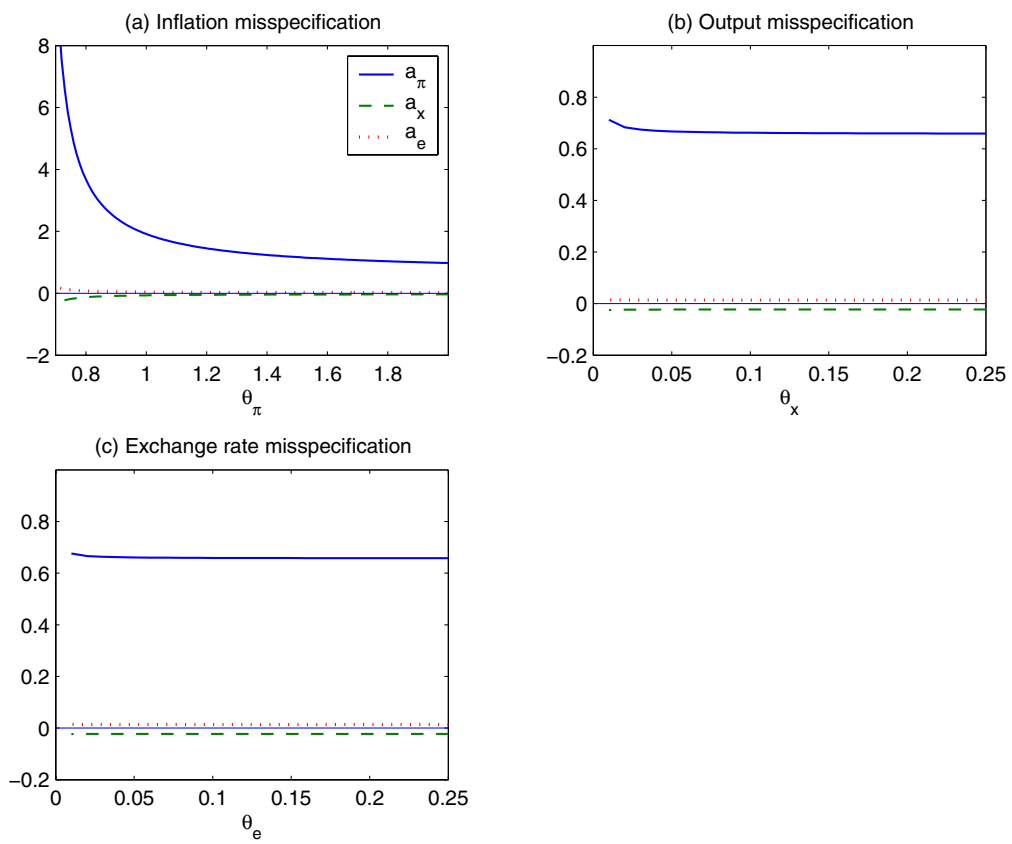 (a) Inflation misspecification
8
6
4
2
0
−2
0.8 1 1.2 1.4 1.6 1.8
θπ
aπ
ax
ae
(b) Output misspecification
0.8
0.6
0.4
0.2
0
−0.2
0 0.05 0.1 0.15 0.2 0.25
θx
(c) Exchange rate misspecification
0.8
0.6
0.4
0.2
0
−0.2
0 0.05 0.1 0.15 0.2 0.25
θe